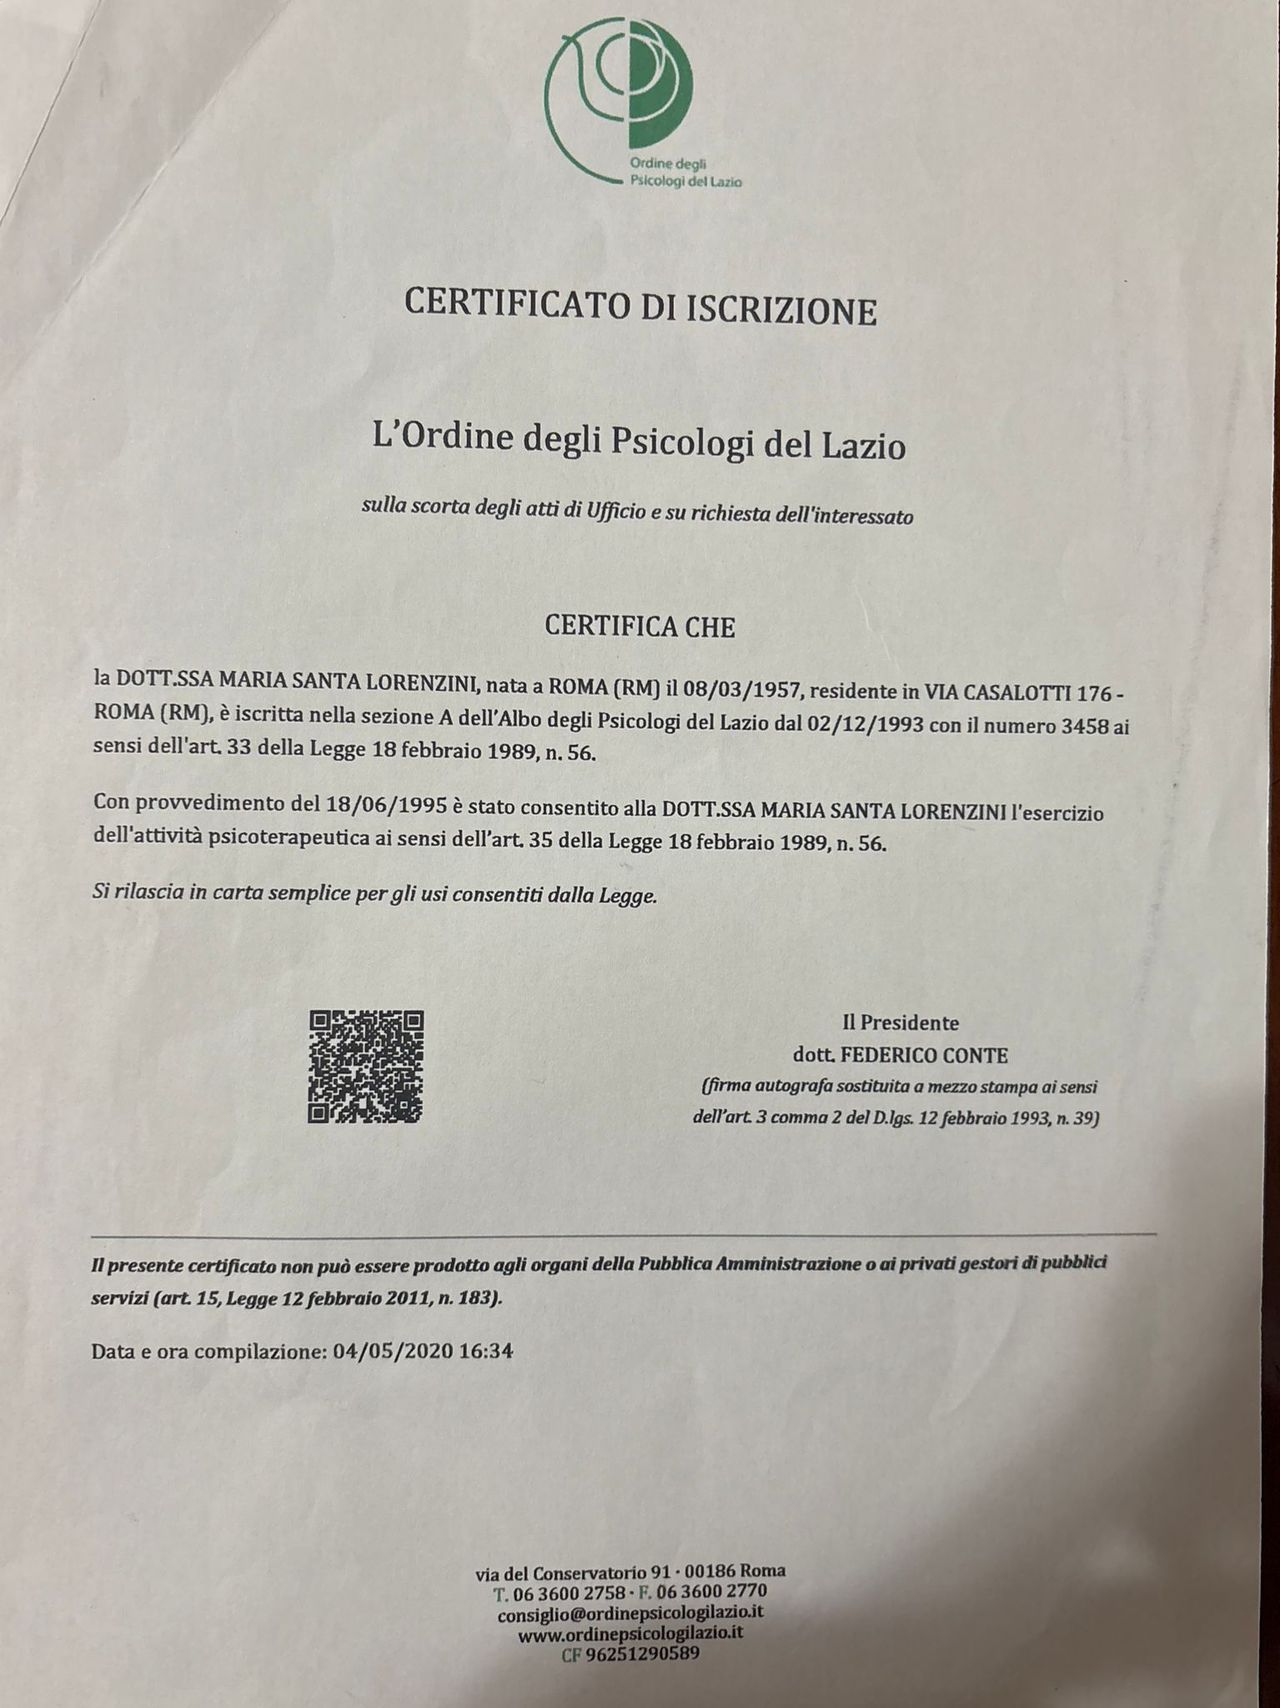 Ordine degli
Psicologi del Lazio
CERTIFICATO DI ISCRIZIONE
L'Ordine degli Psicologi del Lazio
sulla scorta degli atti di Ufficio e su richiesta dell'interessato
CERTIFICA CHE
la DOTT.SSA MARIA SANTA LORENZINI, nata a ROMA (RM) il 08/03/1957, residente in VIA CASALOTTI 176 -
ROMA (RM), è iscritta nella sezione A dell'Albo degli Psicologi del Lazio dal 02/12/1993 con il numero 3458 ai
sensi dell'art. 33 della Legge 18 febbraio 1989, n. 56.
Con provvedimento del 18/06/1995 è stato consentito alla DOTT.SSA MARIA SANTA LORENZINI l'esercizio
dell'attività psicoterapeutica ai sensi dell'art. 35 della Legge 18 febbraio 1989, n. 56.
Si rilascia in carta semplice per gli usi consentiti dalla Legge.
Il Presidente
dott. FEDERICO CONTE
(firma autografa sostituita a mezzo stampa ai sensi
dell'art. 3 comma 2 del D.lgs. 12 febbraio 1993, n. 39)
Il presente certificato non può essere prodotto agli organi della Pubblica Amministrazione o ai privati gestori di pubblici
servizi (art. 15, Legge 12 febbraio 2011, n. 183).
Data e ora compilazione: 04/05/2020 16:34
via del Conservatorio 91 · 00186 Roma
T. 06 3600 2758 · F. 06 3600 2770
consiglio@ordinepsicologilazio.it
www.ordinepsicologilazio.it
CF 96251290589